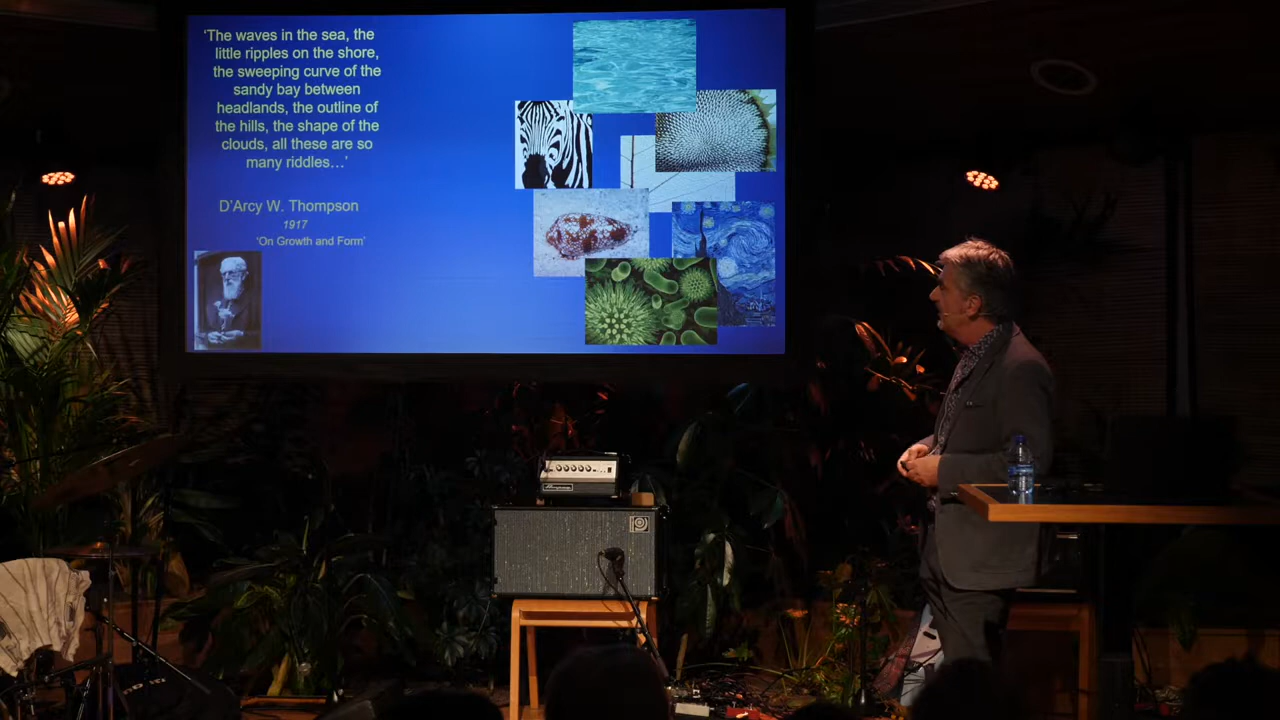 ‘The waves in the sea, the
little ripples on the shore,
the sweeping curve of the
sandy bay between
headlands, the outline of
the hills, the shape of the
clouds, all these are so
many riddles…’
D’Arcy W. Thompson
1917
‘On Growth and Form’